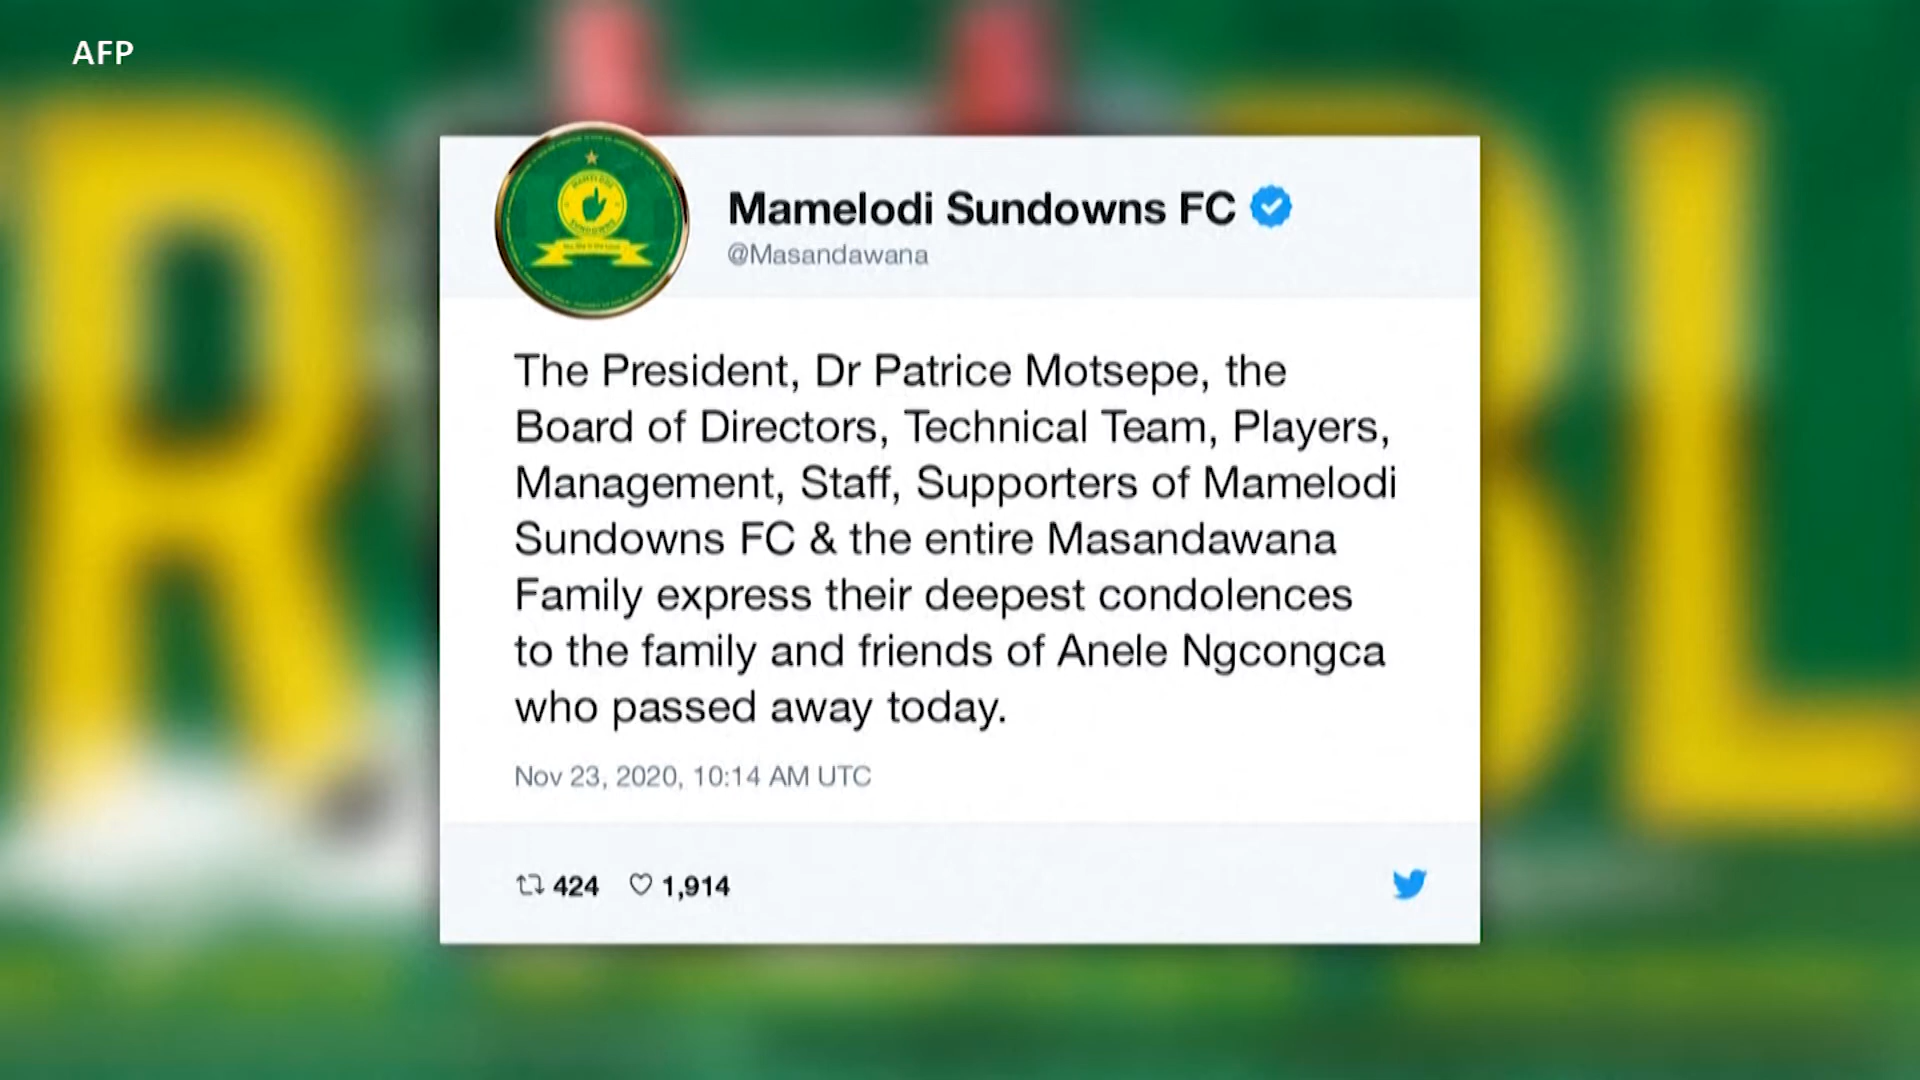 AFP
MAMELODI
SUNDOWNS
Mamelodi Sundowns FC
@Masandawana
The President, Dr Patrice Motsepe, the
Board of Directors, Technical Team, Players,
Management, Staff, Supporters of Mamelodi
Sundowns FC & the entire Masandawana
Family express their deepest condolences
to the family and friends of Anele Ngcongca
who passed away today.
Nov 23, 2020, 10:14 AM UTC
424 1,914